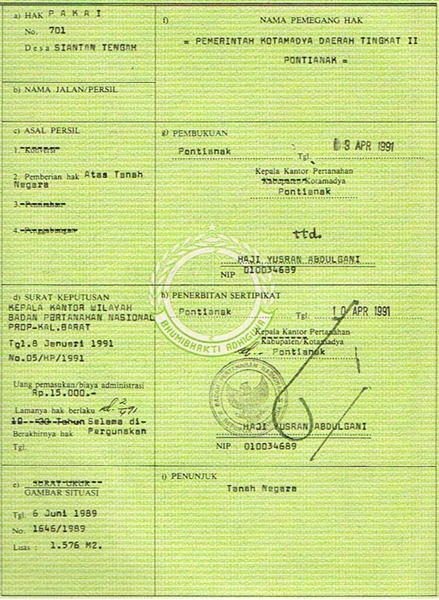 a) HAK P A K A I
No. 701
Desa SIANTAN TENGAH
b) NAMA JALAN/PERSIL
c) ASAL PERSIL
1. Konversi
2. Pemberian hak Atas Tanah
Negara
3. Pemisahan
4. Penggabungan
d) SURAT KEPUTUSAN
KEPALA KANTOR WILAYAH
BADAN PERTANAHAN NASIONAL
PROP-KAL.BARAT
Tgl.8 Januari 1991
No.05/HP/1991
Uang pemasukan/biaya administrasi
Rp.15.000.-
Lamanya hak berlaku
Tahun Selama di-
Berakhirnya hak : Pergunakan
Tgl.
e) SURAT UKUR
GAMBAR SITUASI
Tgl. 6 Juni 1989
No. 1646/1989
Luas : 1.576 M2.
f) NAMA PEMEGANG HAK
= PEMERINTAH KOTAMADYA DAERAH TINGKAT II
PONTIANAK =
g) PEMBUKUAN
Pontianak Tgl. APR 1991
Kepala Kantor Pertanahan
Kabupaten/Kotamadya
Pontianak
ttd.
HAJI YUSRAN ABDULGANI
NIP 010034689
h) PENERBITAN SERTIPIKAT
Pontianak Tgl. 10 APR 1991
Kepala Kantor Pertanahan
Kabupaten/Kotamadya
Pontianak
HAJI YUSRAN ABDULGANI
NIP 010034689
i) PENUNJUK
Tanah Negara
BHUMIBHAKTI ADHIGUNA